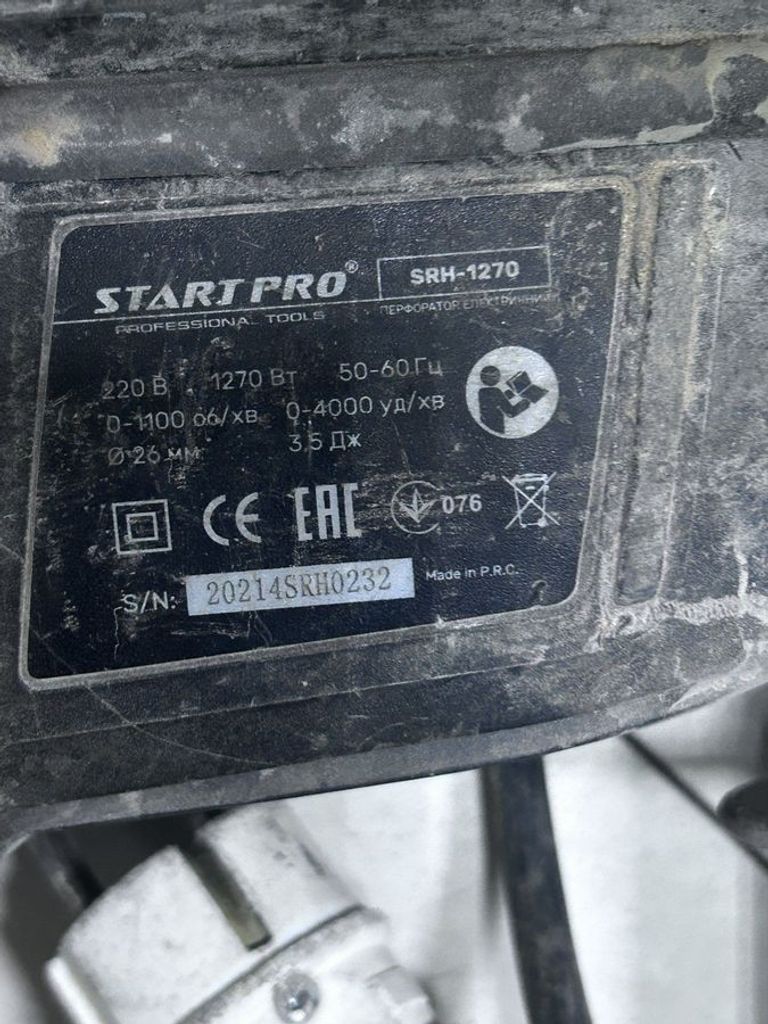 START PRO® SRH-1270
PROFESSIONAL TOOLS ПЕРФОРАТОР ЕЛЕКТРИЧНИЙ
220 В 1270 Вт 50-60 Гц
0-1100 об/хв 0-4000 уд/хв
Ø 26 мм 3,5 Дж
CE EAC 076
S/N: 20214SRH0232 Made in P.R.C.